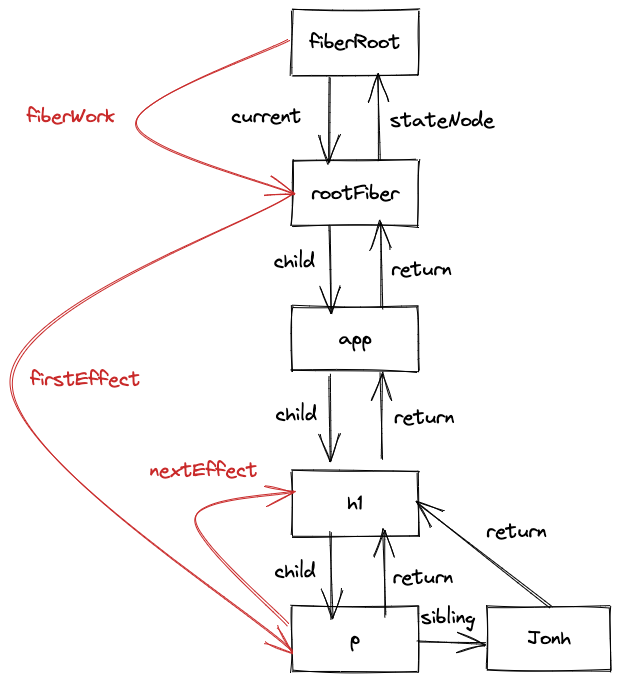 fiberRoot
fiberWork
current
stateNode
rootFiber
child
return
app
firstEffect
child
return
nextEffect
h1
return
child
return
sibling
p
Jonh